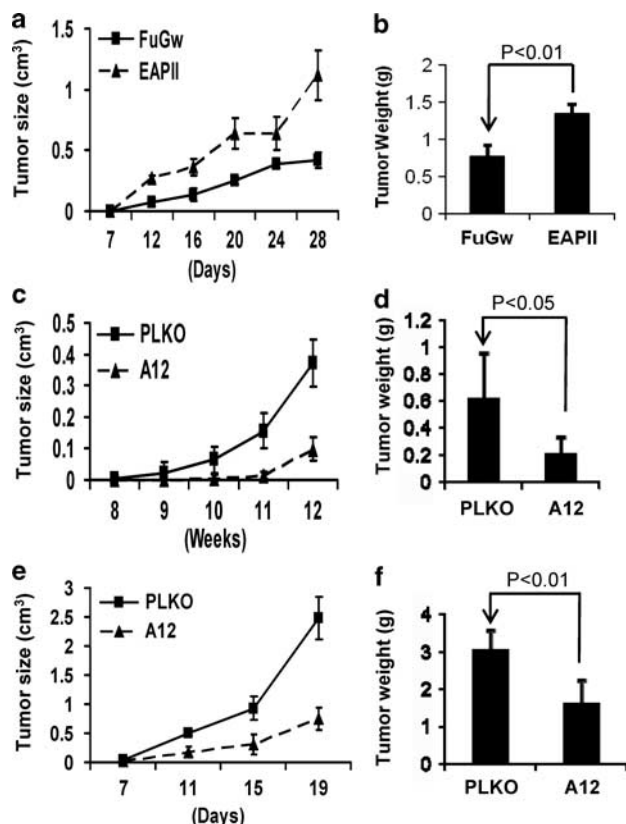 a
Tumor size (cm³)
1.5
1
0.5
0
FuGw
EAPII
7 12 16 20 24 28
(Days)
b
Tumor Weight (g)
2
1.5
1
0.5
0
P<0.01
FuGw EAPII
c
Tumor size (cm³)
0.5
0.4
0.3
0.2
0.1
0
PLKO
A12
8 9 10 11 12
(Weeks)
d
Tumor weight (g)
1.2
1.0
0.8
0.6
0.4
0.2
0
P<0.05
PLKO A12
e
Tumor size (cm³)
3
2.5
2
1.5
1
0.5
0
PLKO
A12
7 11 15 19
(Days)
f
Tumor weight (g)
4
3
2
1
0
P<0.01
PLKO A12